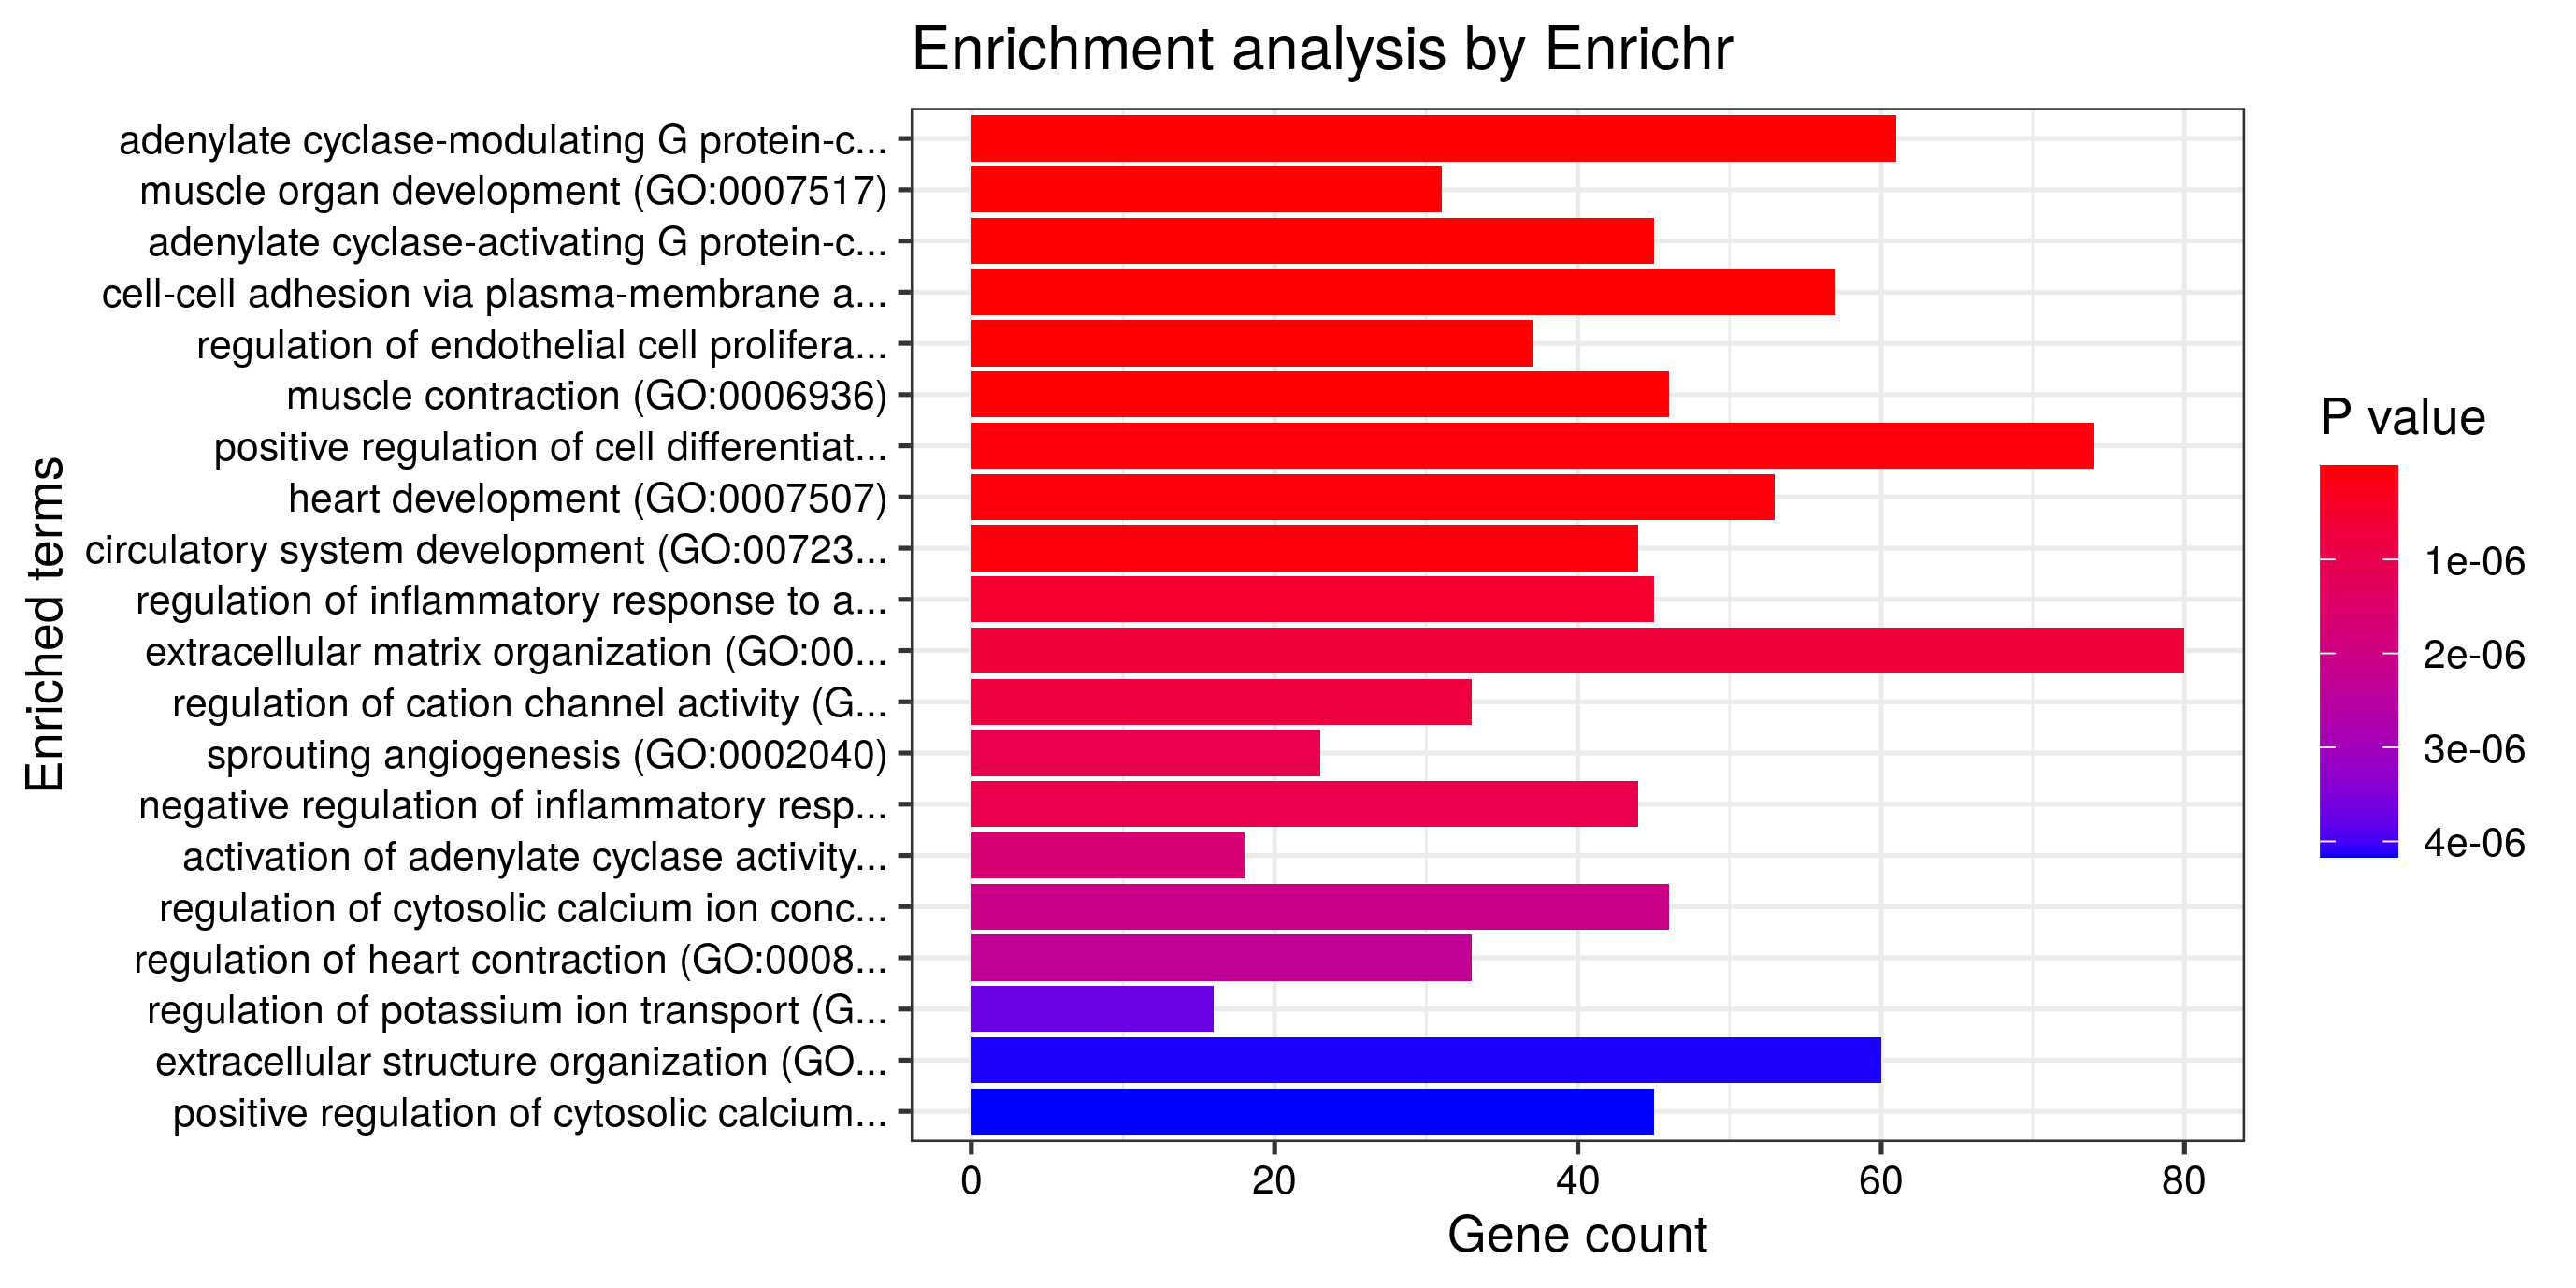 Enrichment analysis by Enrichr
Enriched terms
adenylate cyclase-modulating G protein-c...
muscle organ development (GO:0007517)
adenylate cyclase-activating G protein-c...
cell-cell adhesion via plasma-membrane a...
regulation of endothelial cell prolifera...
muscle contraction (GO:0006936)
positive regulation of cell differentiat...
heart development (GO:0007507)
circulatory system development (GO:00723...
regulation of inflammatory response to a...
extracellular matrix organization (GO:00...
regulation of cation channel activity (G...
sprouting angiogenesis (GO:0002040)
negative regulation of inflammatory resp...
activation of adenylate cyclase activity...
regulation of cytosolic calcium ion conc...
regulation of heart contraction (GO:0008...
regulation of potassium ion transport (G...
extracellular structure organization (GO...
positive regulation of cytosolic calcium...
0 20 40 60 80
Gene count
P value
1e-06
2e-06
3e-06
4e-06